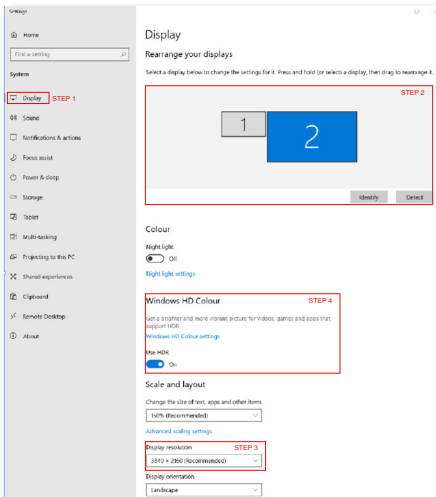 Settings
Home
Find a setting
System
Display STEP 1
Sound
Notifications & actions
Focus assist
Power & sleep
Storage
Tablet
Multi-tasking
Projecting to this PC
Shared experiences
Clipboard
Remote Desktop
About
Display
Rearrange your displays
Select a display below to change the settings for it. Press and hold (or select) a display, then drag to rearrange it.
STEP 2
1
2
Identify Detect
Colour
Night light
Off
Night light settings
Windows HD Colour STEP 4
Get a brighter and more vibrant picture for videos, games and apps that
support HDR.
Windows HD Colour settings
Use HDR
On
Scale and layout
Change the size of text, apps and other items
150% (Recommended)
Advanced scaling settings
Display resolution STEP 3
3840 × 2160 (Recommended)
Display orientation
Landscape